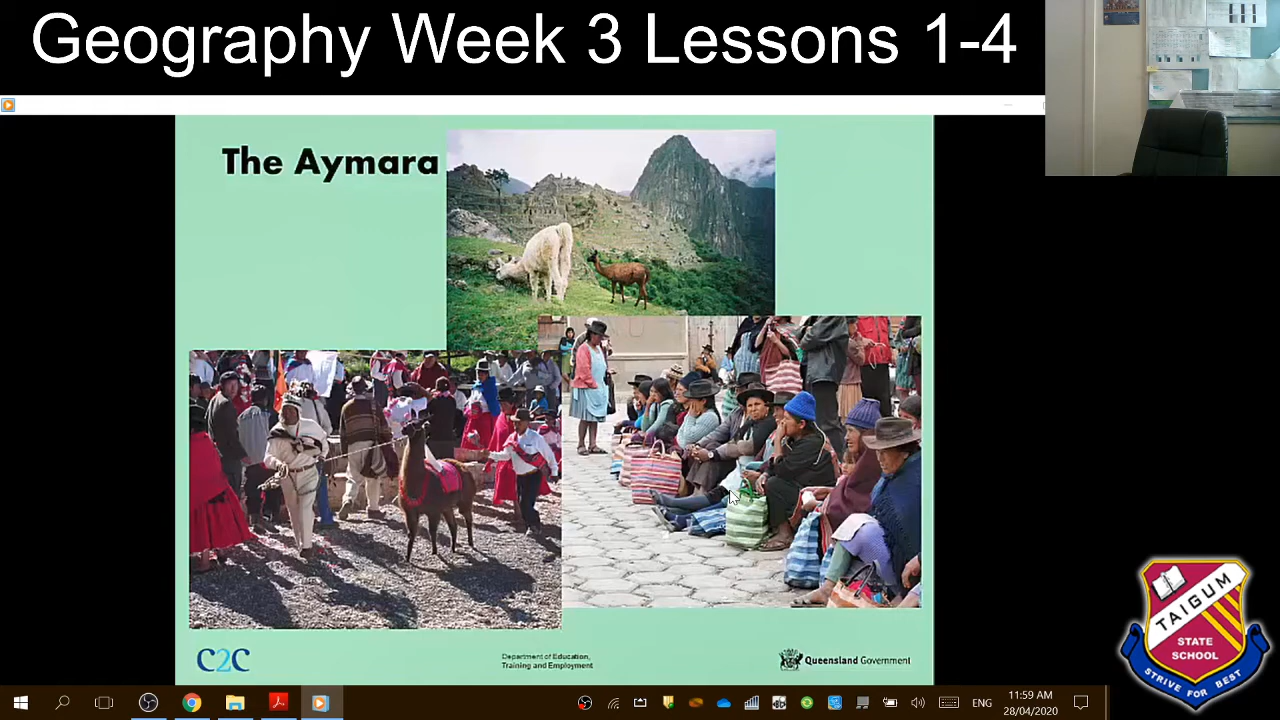 Geography Week 3 Lessons 1-4
The Aymara
C2C
Department of Education,
Training and Employment
Queensland Government
TAIGUM
STATE
SCHOOL
STRIVE FOR BEST
ENG
11:59 AM
28/04/2020